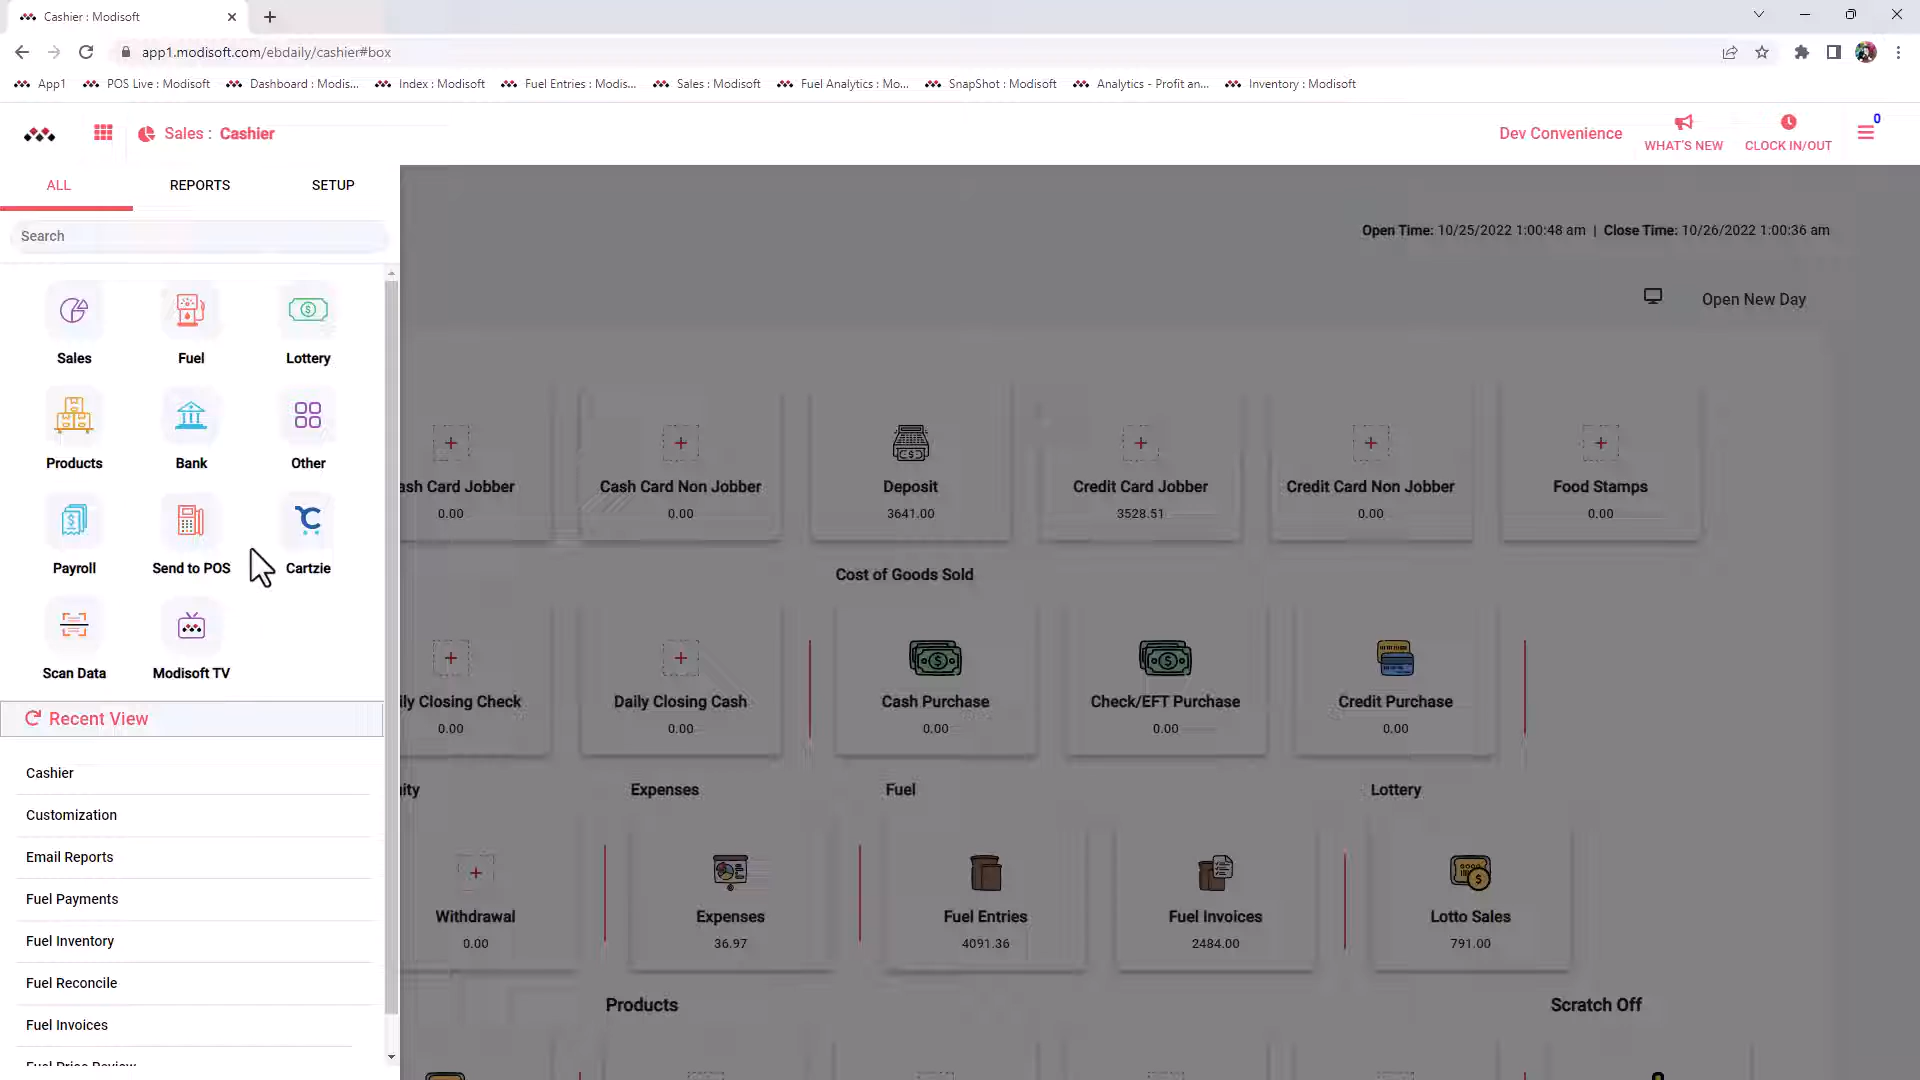 Cashier : Modisoft
app1.modisoft.com/ebdaily/cashier#box
App1 POS Live : Modisoft Dashboard : Modis... Index : Modisoft Fuel Entries : Modis... Sales : Modisoft Fuel Analytics : Mo... SnapShot : Modisoft Analytics - Profit an... Inventory : Modisoft
Sales : Cashier
Dev Convenience
WHAT'S NEW
CLOCK IN/OUT
0
ALL REPORTS SETUP
Search
Sales Fuel Lottery
Products Bank Other
Payroll Send to POS Cartzie
Scan Data Modisoft TV
Recent View
Cashier
Customization
Email Reports
Fuel Payments
Fuel Inventory
Fuel Reconcile
Fuel Invoices
Fuel Price Review
Open Time: 10/25/2022 1:00:48 am | Close Time: 10/26/2022 1:00:36 am
Open New Day
ash Card Jobber Cash Card Non Jobber Deposit Credit Card Jobber Credit Card Non Jobber Food Stamps
0.00 0.00 3641.00 3528.51 0.00 0.00
Cost of Goods Sold
ily Closing Check Daily Closing Cash Cash Purchase Check/EFT Purchase Credit Purchase
0.00 0.00 0.00 0.00 0.00
ity Expenses Fuel Lottery
Withdrawal Expenses Fuel Entries Fuel Invoices Lotto Sales
0.00 36.97 4091.36 2484.00 791.00
Products Scratch Off